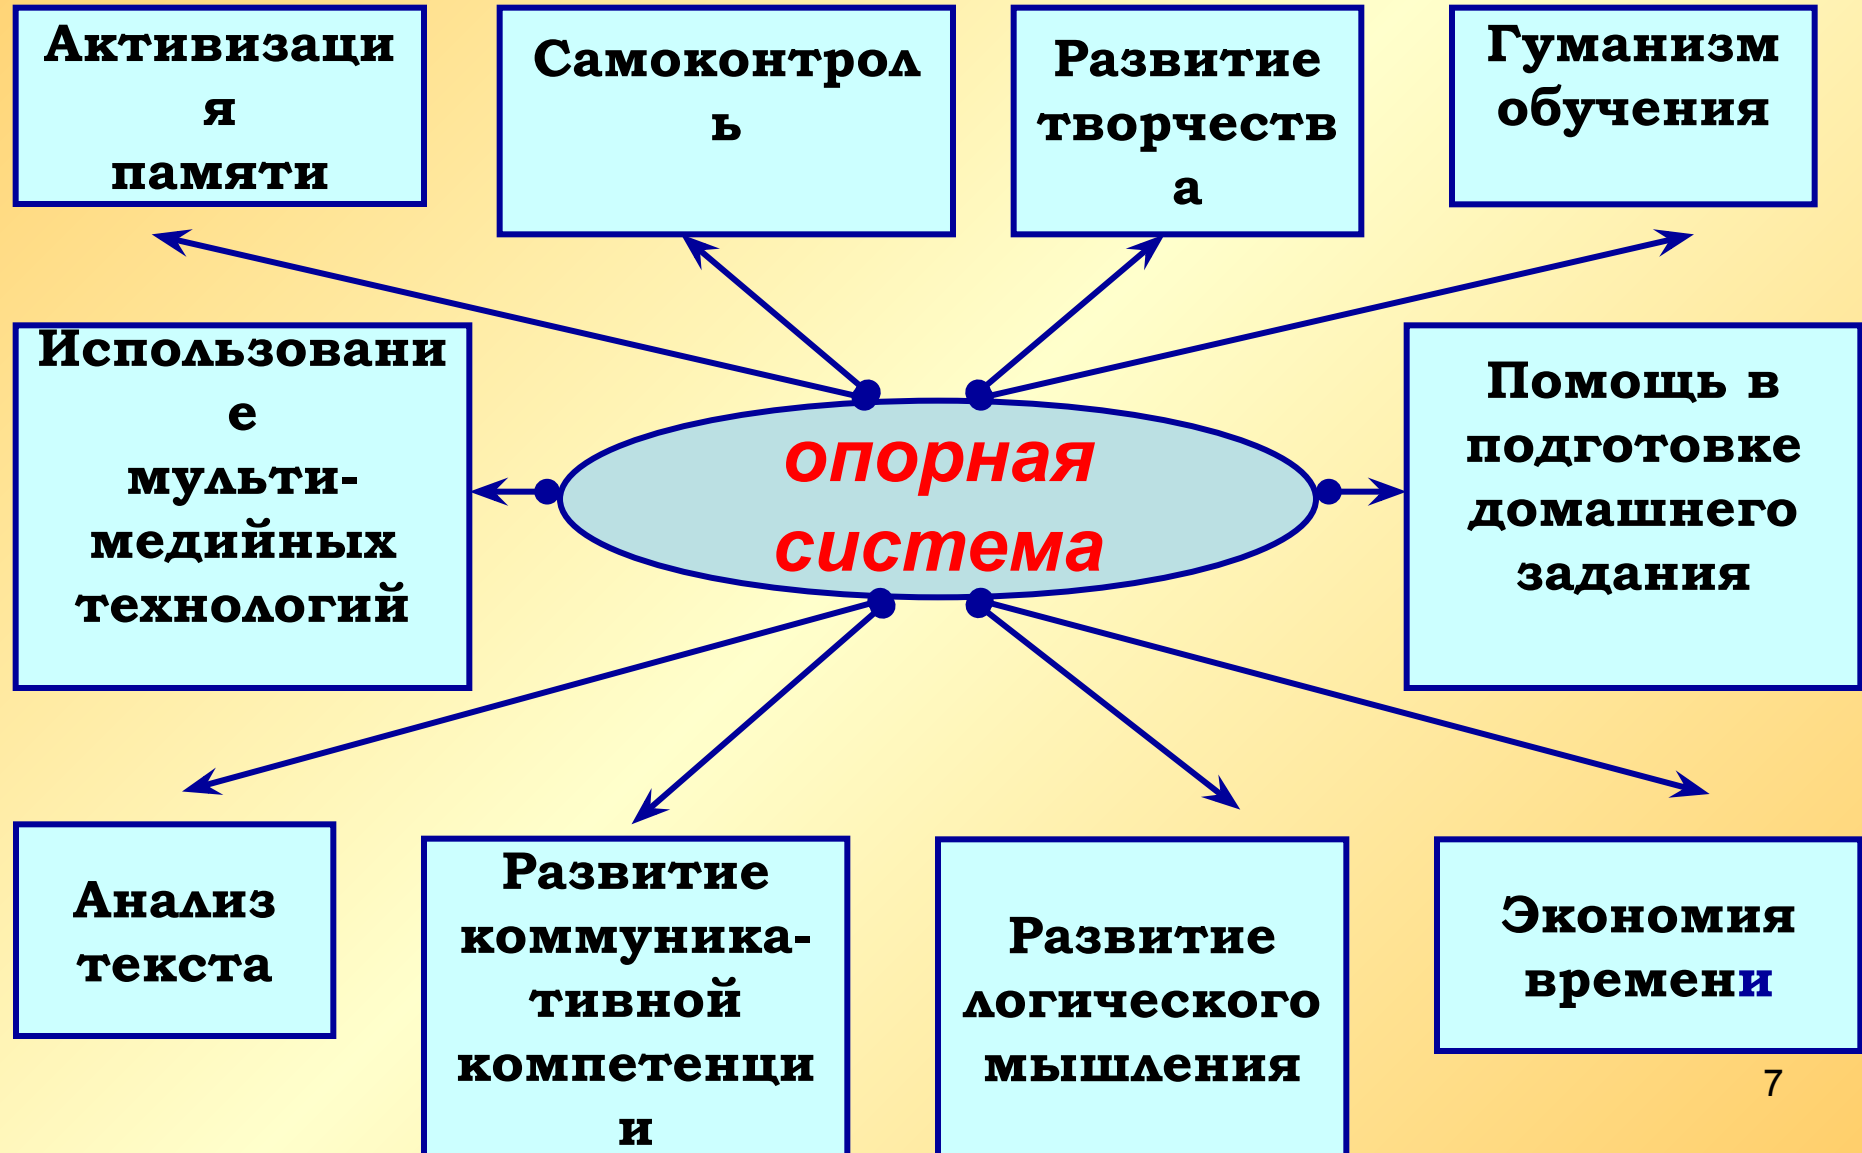 Активизаци
я
памяти
Самоконтрол
ь
Развитие
творчеств
а
Гуманизм
обучения
Использовани
е
мульти-
медийных
технологий
опорная
система
Помощь в
подготовке
домашнего
задания
Анализ
текста
Развитие
коммуника-
тивной
компетенци
и
Развитие
логического
мышления
Экономия
времени
7